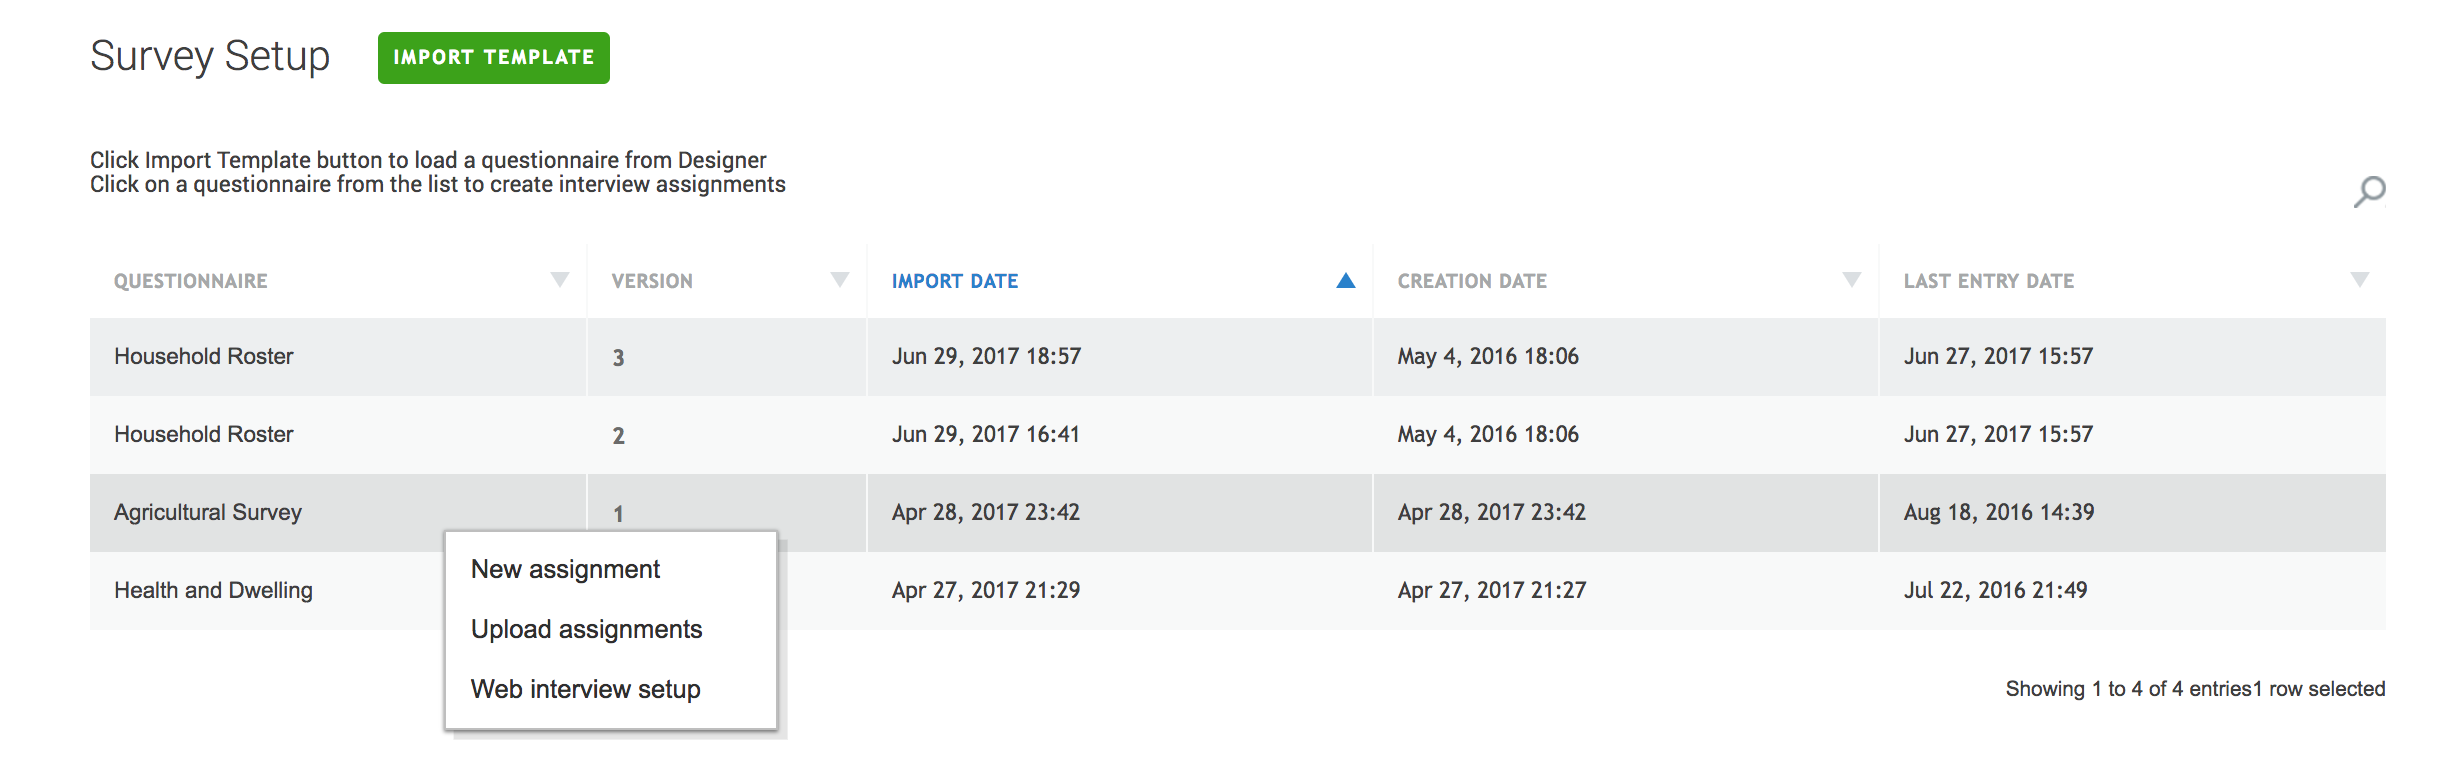 Survey Setup IMPORT TEMPLATE
Click Import Template button to load a questionnaire from Designer
Click on a questionnaire from the list to create interview assignments
QUESTIONNAIRE VERSION IMPORT DATE CREATION DATE LAST ENTRY DATE
Household Roster 3 Jun 29, 2017 18:57 May 4, 2016 18:06 Jun 27, 2017 15:57
Household Roster 2 Jun 29, 2017 16:41 May 4, 2016 18:06 Jun 27, 2017 15:57
Agricultural Survey 1 Apr 28, 2017 23:42 Apr 28, 2017 23:42 Aug 18, 2016 14:39
Health and Dwelling Apr 27, 2017 21:29 Apr 27, 2017 21:27 Jul 22, 2016 21:49
New assignment
Upload assignments
Web interview setup
Showing 1 to 4 of 4 entries1 row selected